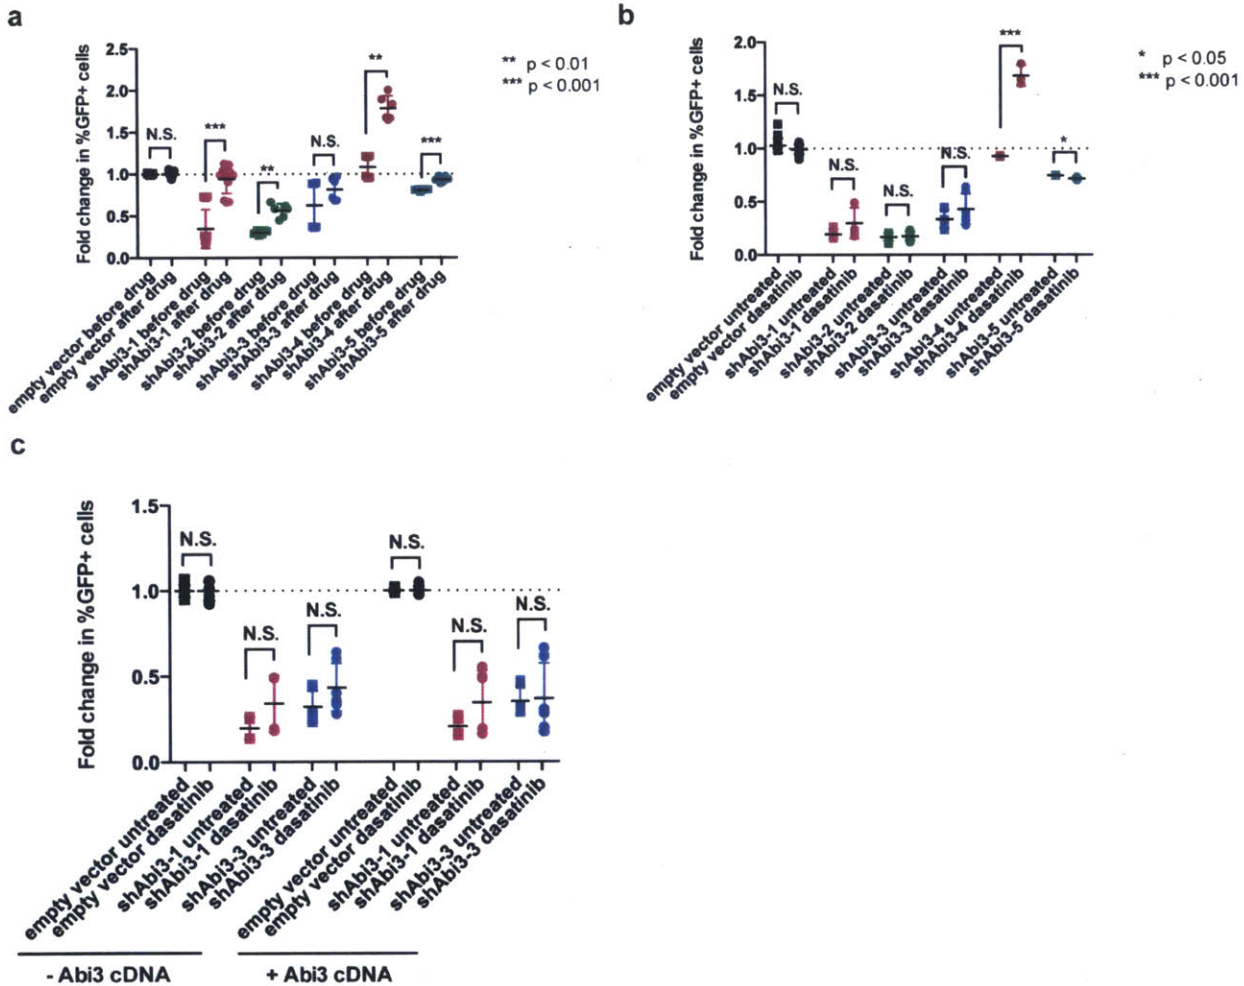 a
Fold change in %GFP+ cells
2.5
2.0
1.5
1.0
0.5
0.0
N.S.
***
**
N.S.
**
***
** p < 0.01
*** p < 0.001
empty vector before drug
empty vector after drug
shAbi3-1 before drug
shAbi3-1 after drug
shAbi3-2 before drug
shAbi3-2 after drug
shAbi3-3 before drug
shAbi3-3 after drug
shAbi3-4 before drug
shAbi3-4 after drug
shAbi3-5 before drug
shAbi3-5 after drug
b
Fold change in %GFP+ cells
2.0
1.5
1.0
0.5
0.0
N.S.
N.S.
N.S.
N.S.
***
*
* p < 0.05
*** p < 0.001
empty vector untreated
empty vector dasatinib
shAbi3-1 untreated
shAbi3-1 dasatinib
shAbi3-2 untreated
shAbi3-2 dasatinib
shAbi3-3 untreated
shAbi3-3 dasatinib
shAbi3-4 untreated
shAbi3-4 dasatinib
shAbi3-5 untreated
shAbi3-5 dasatinib
c
Fold change in %GFP+ cells
1.5
1.0
0.5
0.0
N.S.
N.S.
N.S.
N.S.
N.S.
N.S.
empty vector untreated
empty vector dasatinib
shAbi3-1 untreated
shAbi3-1 dasatinib
shAbi3-3 untreated
shAbi3-3 dasatinib
empty vector untreated
empty vector dasatinib
shAbi3-1 untreated
shAbi3-1 dasatinib
shAbi3-3 untreated
shAbi3-3 dasatinib
- Abi3 cDNA
+ Abi3 cDNA